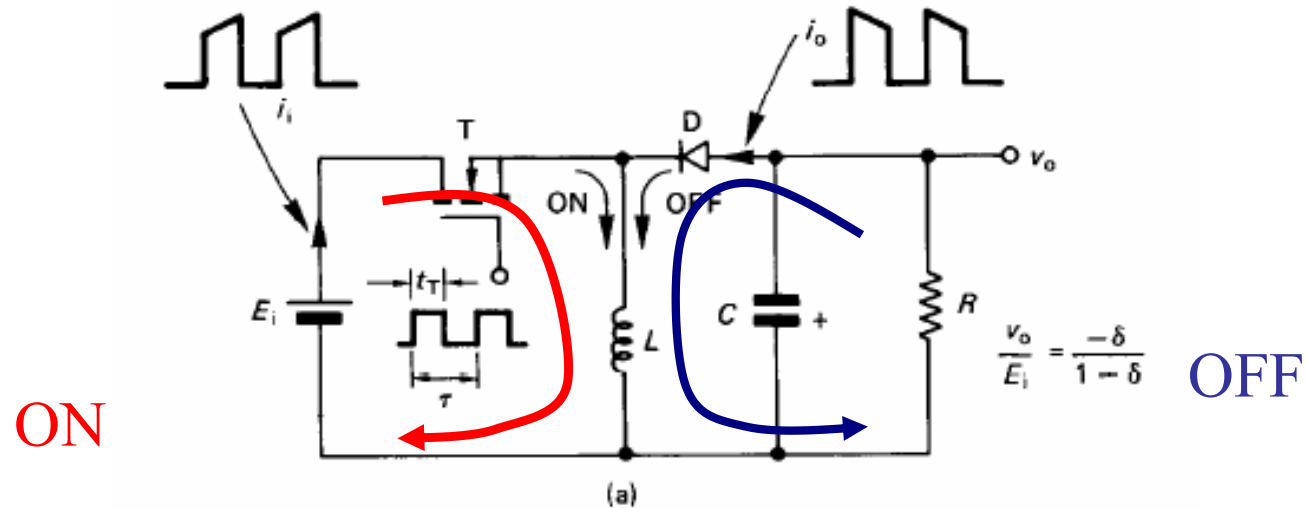 i_i
i_o
T
D
v_o
ON
OFF
t_T
E_i
τ
L
C
+
R
v_o/E_i = −δ/1 − δ
ON
OFF
(a)